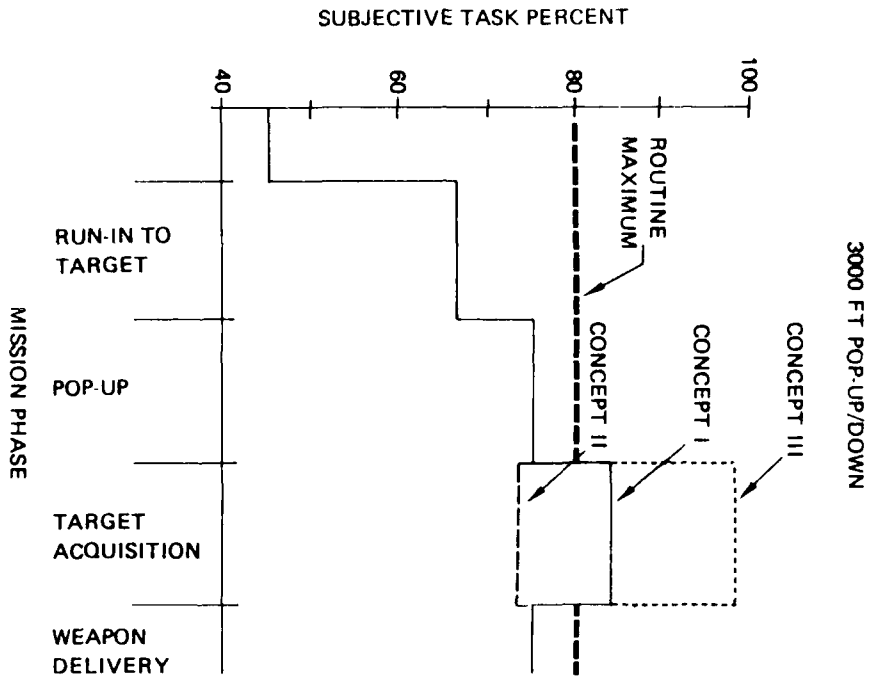 SUBJECTIVE TASK PERCENT
40
60
80
100
ROUTINE
MAXIMUM
3000 FT POP-UP/DOWN
CONCEPT II
CONCEPT I
CONCEPT III
RUN-IN TO
TARGET
POP-UP
TARGET
ACQUISITION
WEAPON
DELIVERY
MISSION PHASE